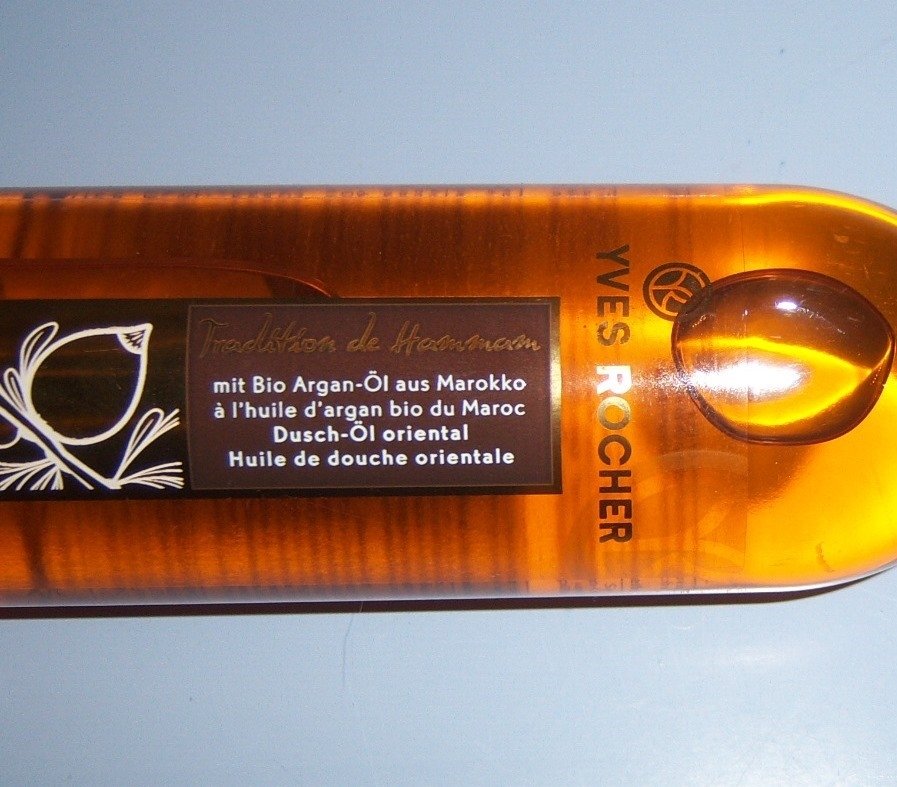 Tradition de Hammam
mit Bio Argan-Öl aus Marokko
à l'huile d'argan bio du Maroc
Dusch-Öl oriental
Huile de douche orientale
YVES ROCHER